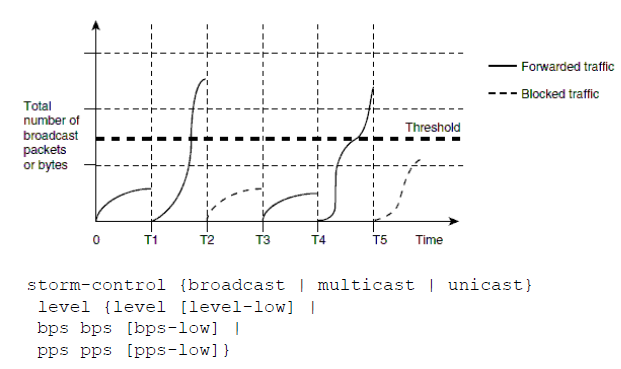 Total
number of
broadcast
packets
or bytes
Threshold
Forwarded traffic
Blocked traffic
0 T1 T2 T3 T4 T5 Time
storm-control {broadcast | multicast | unicast}
level {level [level-low] |
bps bps [bps-low] |
pps pps [pps-low]}